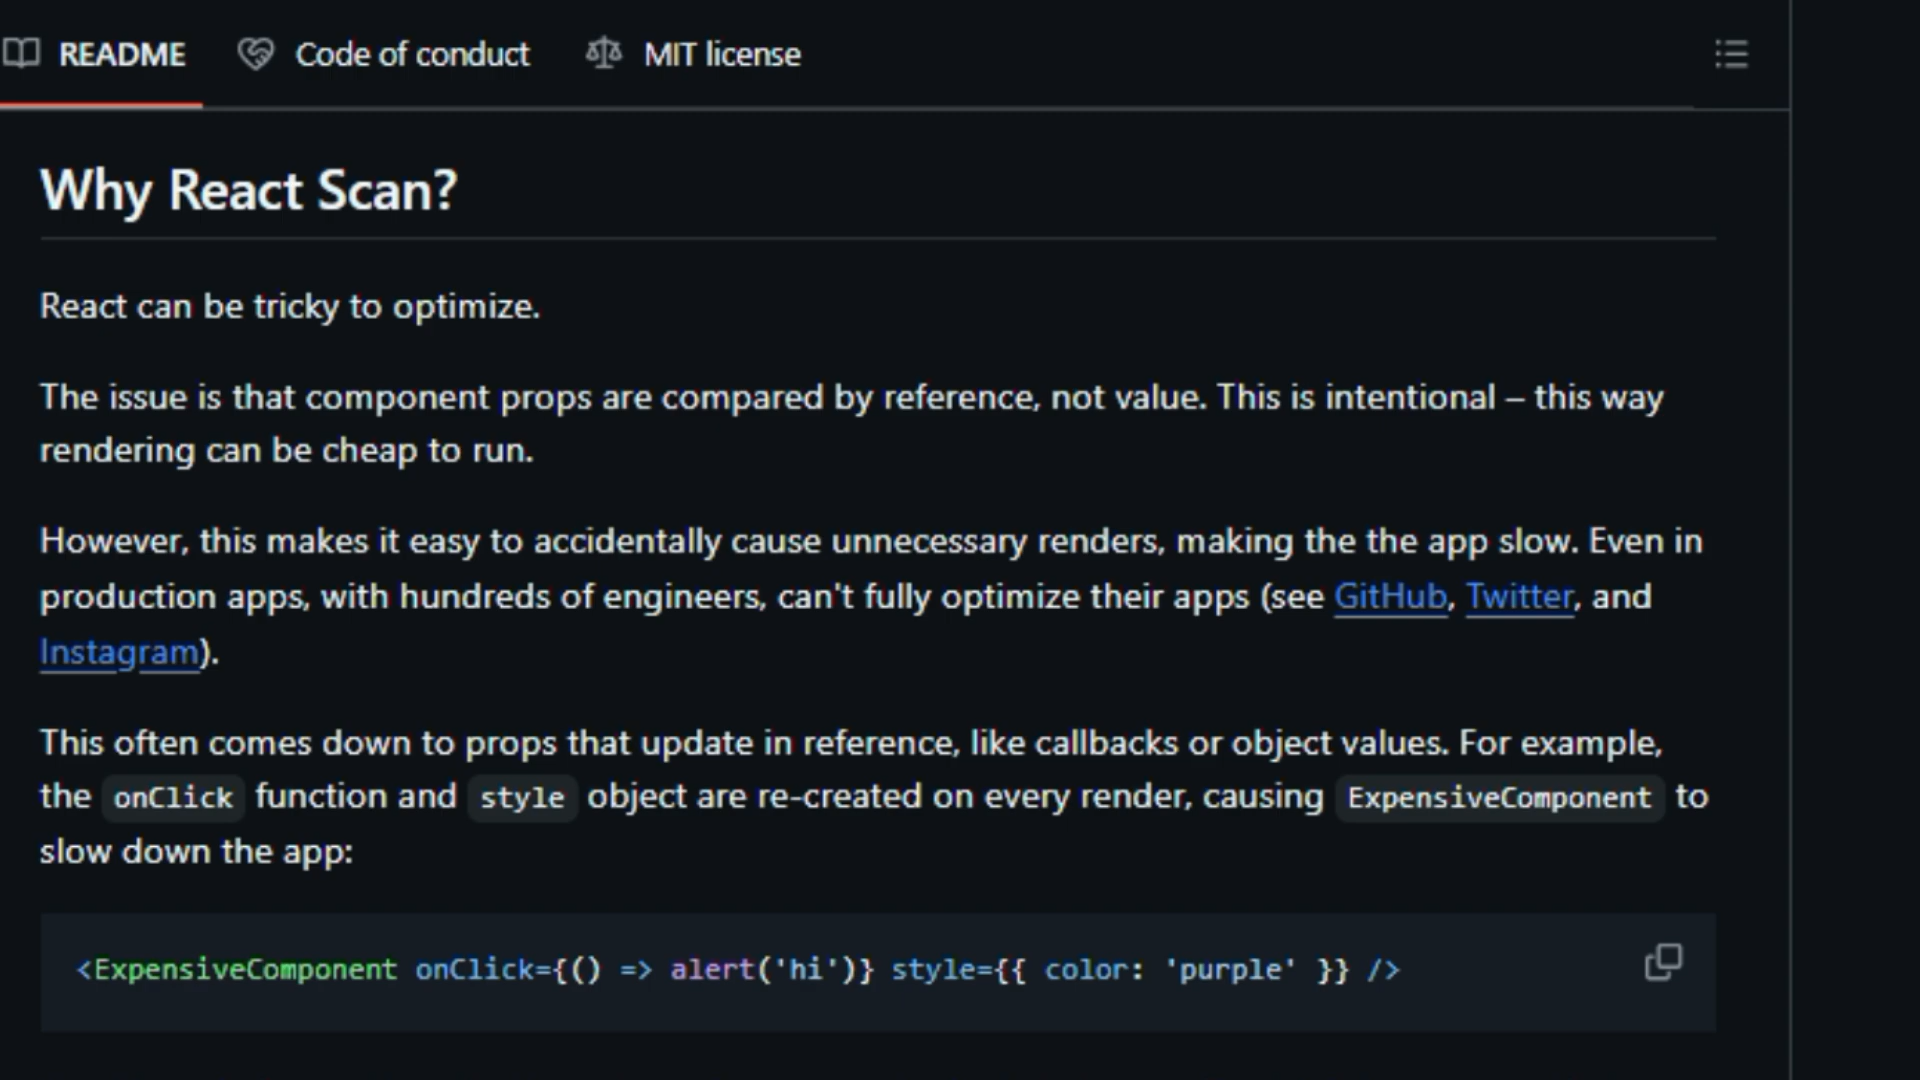 README Code of conduct MIT license
Why React Scan?
React can be tricky to optimize.
The issue is that component props are compared by reference, not value. This is intentional – this way
rendering can be cheap to run.
However, this makes it easy to accidentally cause unnecessary renders, making the the app slow. Even in
production apps, with hundreds of engineers, can't fully optimize their apps (see GitHub, Twitter, and
Instagram).
This often comes down to props that update in reference, like callbacks or object values. For example,
the onClick function and style object are re-created on every render, causing ExpensiveComponent to
slow down the app:
<ExpensiveComponent onClick={() => alert('hi')} style={{ color: 'purple' }} />